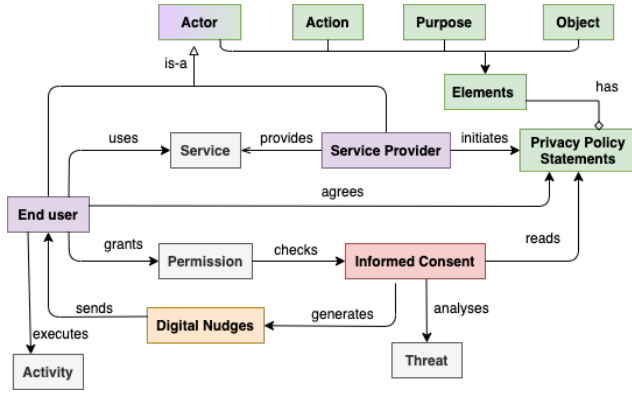 Actor
Action
Purpose
Object
is-a
Elements
has
uses
Service
provides
Service Provider
initiates
Privacy Policy
Statements
agrees
End user
grants
Permission
checks
Informed Consent
reads
sends
Digital Nudges
generates
analyses
executes
Activity
Threat